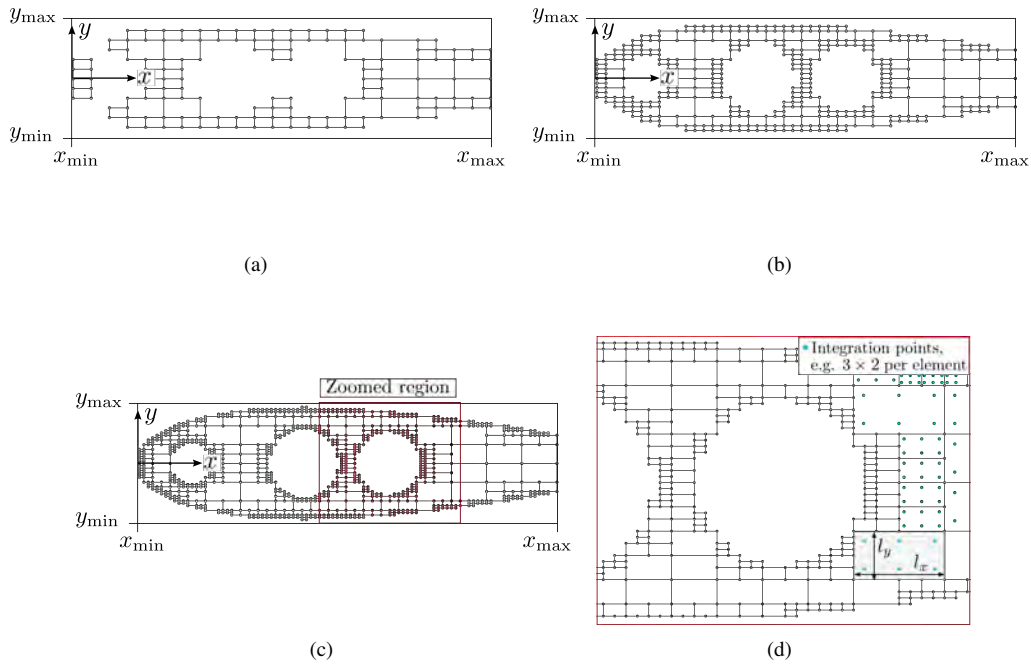 y_max y y_max y
x x
y_min y_min
x_min x_max x_min x_max
(a) (b)
Integration points,
e.g. 3 × 2 per element
Zoomed region
y_max y
x
l_y l_x
y_min
x_min x_max
(c) (d)